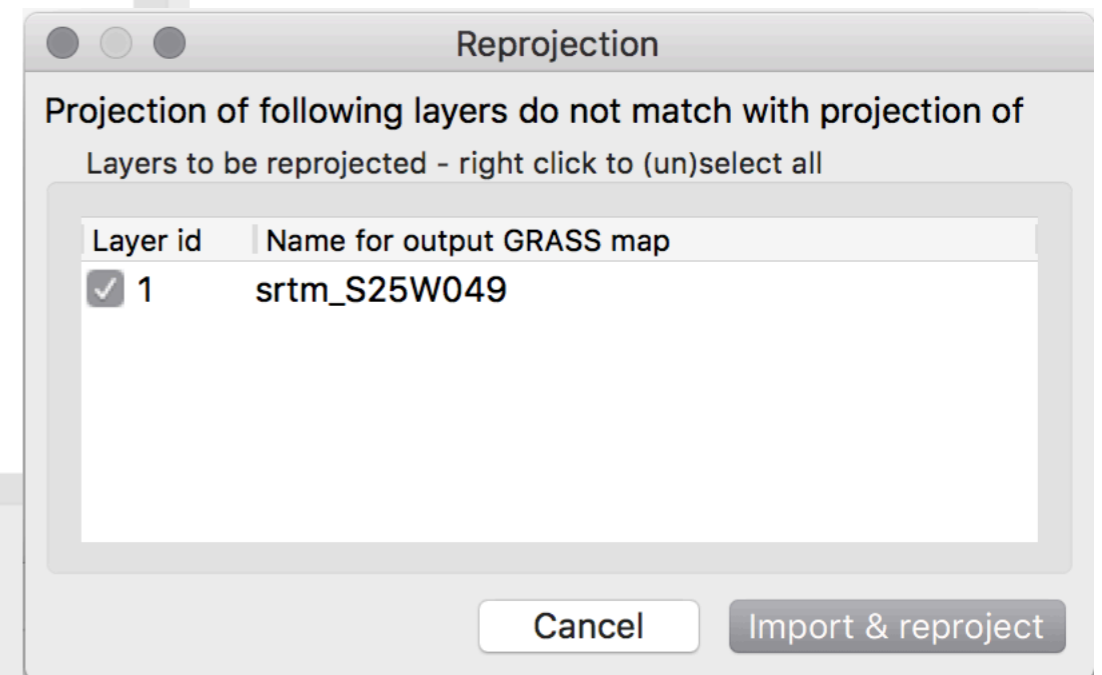 Reprojection
Projection of following layers do not match with projection of
Layers to be reprojected - right click to (un)select all
Layer id Name for output GRASS map
1 srtm_S25W049
Cancel Import & reproject